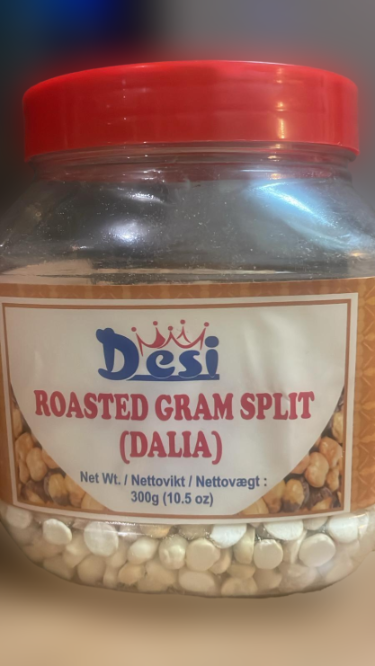 Desi
ROASTED GRAM SPLIT
(DALIA)
Net Wt. / Nettovikt / Nettovægt :
300g (10.5 oz)